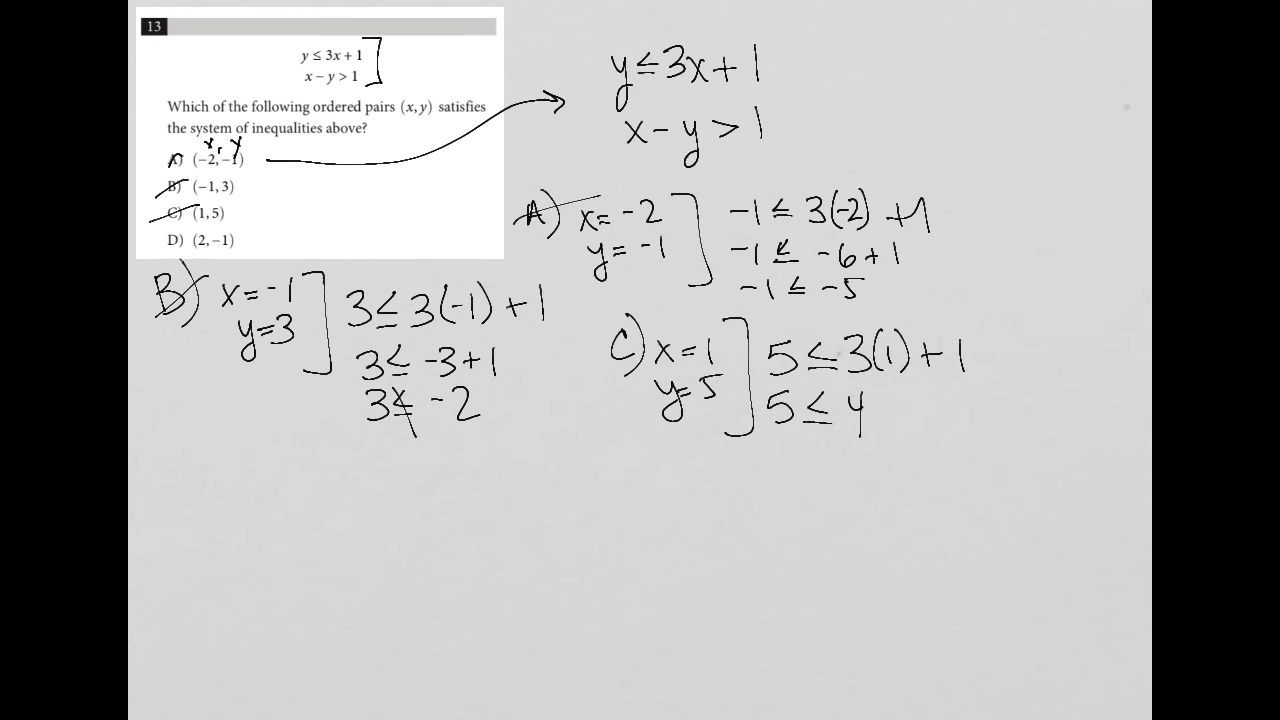 13
y ≤ 3x + 1
x − y > 1
Which of the following ordered pairs (x, y) satisfies
the system of inequalities above?
x, y
A) (−2, −1)
B) (−1, 3)
C) (1, 5)
D) (2, −1)
y ≤ 3x + 1
x − y > 1
A) x = −2
y = −1
−1 ≤ 3(−2) + 1
−1 ≤ −6 + 1
−1 ≤ −5
B) x = −1
y = 3
3 ≤ 3(−1) + 1
3 ≤ −3 + 1
3 ≤ −2
C) x = 1
y = 5
5 ≤ 3(1) + 1
5 ≤ 4